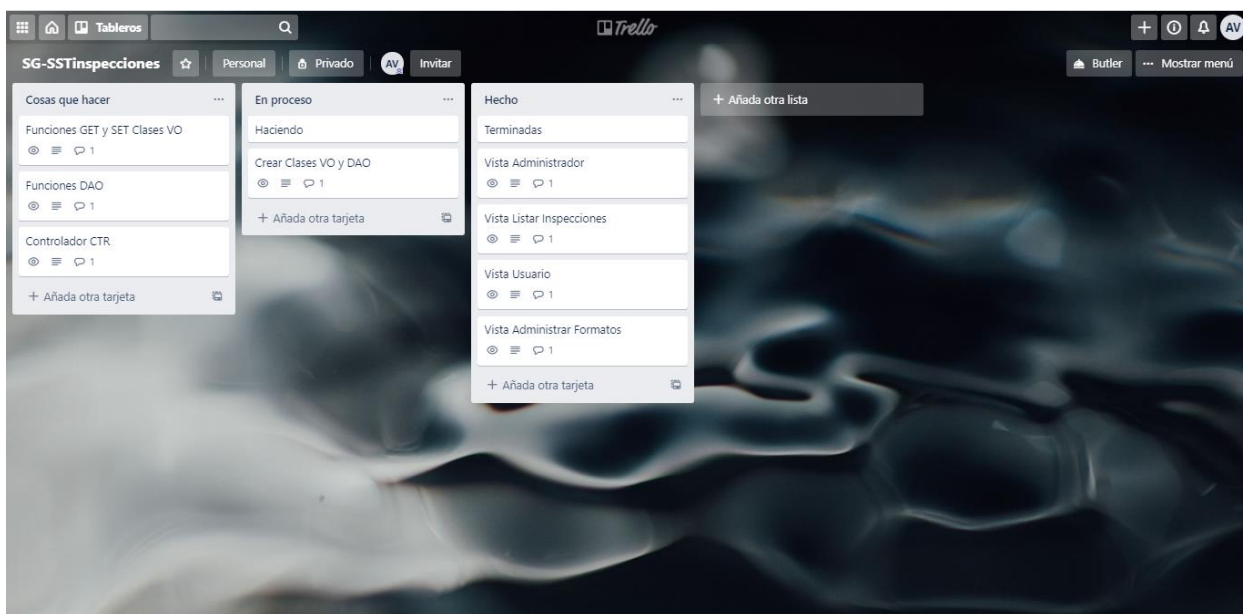 Tableros
Trello
AV
SG-SSTinspecciones
Personal
Privado
AV
Invitar
Butler
Mostrar menú
Cosas que hacer
Funciones GET y SET Clases VO
1
Funciones DAO
1
Controlador CTR
1
+ Añada otra tarjeta
En proceso
Haciendo
Crear Clases VO y DAO
1
+ Añada otra tarjeta
Hecho
Terminadas
Vista Administrador
1
Vista Listar Inspecciones
1
Vista Usuario
1
Vista Administrar Formatos
1
+ Añada otra tarjeta
+ Añada otra lista